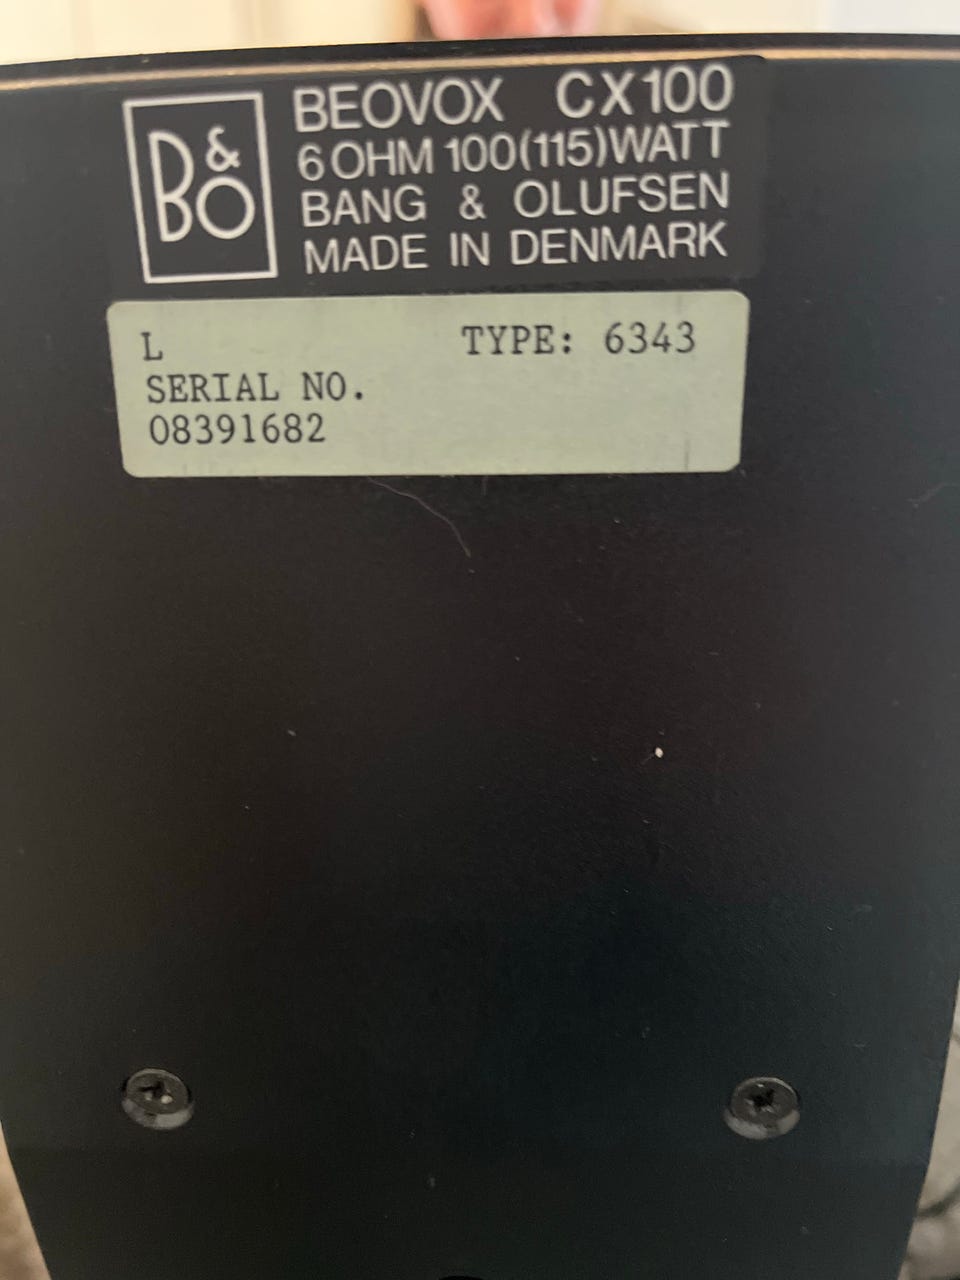 B&O
BEOVOX CX100
6 OHM 100(115)WATT
BANG & OLUFSEN
MADE IN DENMARK
L TYPE: 6343
SERIAL NO.
08391682